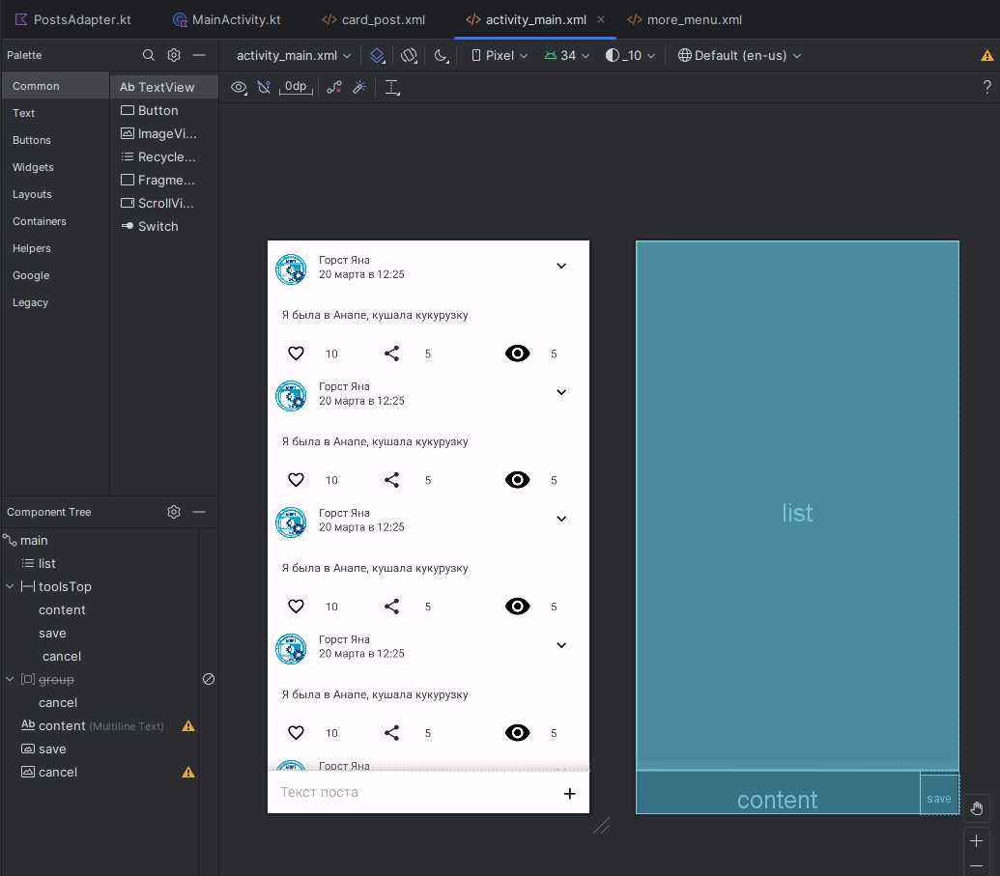 PostsAdapter.kt
MainActivity.kt
card_post.xml
activity_main.xml
more_menu.xml
Palette
activity_main.xml
Pixel
34
_10
Default (en-us)
Common
Text
Buttons
Widgets
Layouts
Containers
Helpers
Google
Legacy
Ab TextView
Button
ImageVi...
Recycle...
Fragme...
ScrollVi...
Switch
0dp
?
Component Tree
main
list
toolsTop
content
save
cancel
group
cancel
Ab content (Multiline Text)
save
cancel
Горст Яна
20 марта в 12:25
Я была в Анапе, кушала кукурузку
10 5 5
Горст Яна
20 марта в 12:25
Я была в Анапе, кушала кукурузку
10 5 5
Горст Яна
20 марта в 12:25
Я была в Анапе, кушала кукурузку
10 5 5
Горст Яна
20 марта в 12:25
Я была в Анапе, кушала кукурузку
10 5 5
Горст Яна
Текст поста
list
content
save